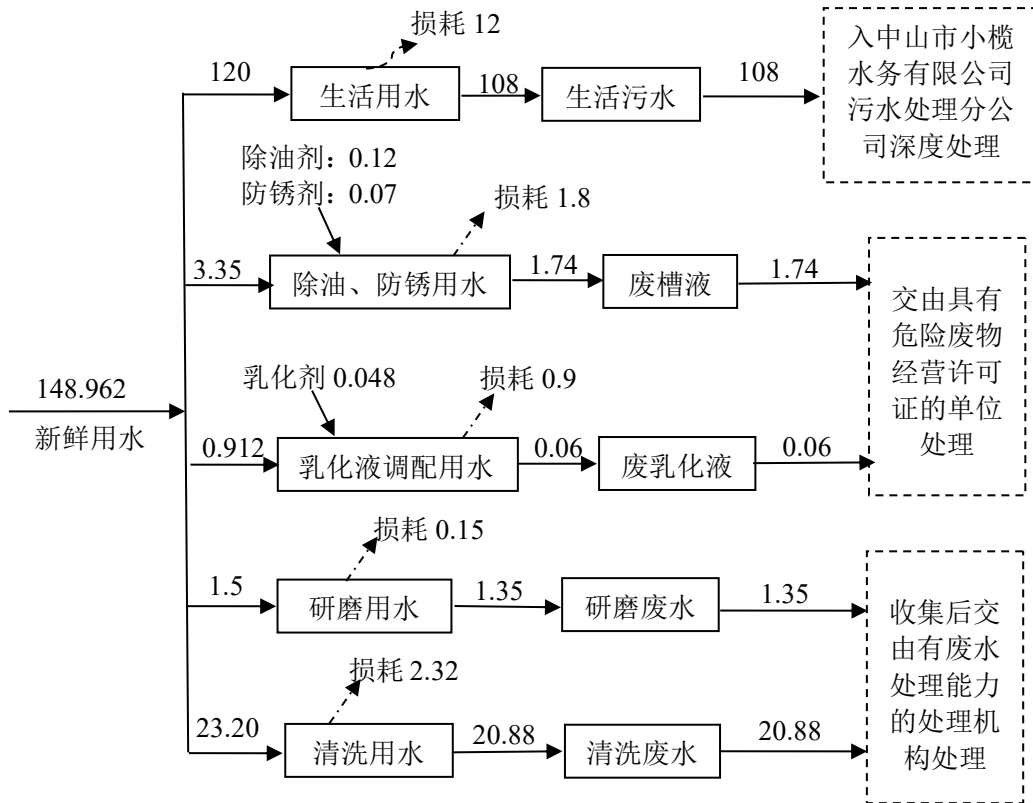 损耗 12
120
生活用水
108
生活污水
108
入中山市小榄
水务有限公司
污水处理分公
司深度处理
除油剂：0.12
防锈剂：0.07
损耗 1.8
3.35
除油、防锈用水
1.74
废槽液
1.74
交由具有
危险废物
经营许可
证的单位
处理
148.962
新鲜用水
乳化剂 0.048
损耗 0.9
0.912
乳化液调配用水
0.06
废乳化液
0.06
损耗 0.15
1.5
研磨用水
1.35
研磨废水
1.35
收集后交
由有废水
处理能力
的处理机
构处理
损耗 2.32
23.20
清洗用水
20.88
清洗废水
20.88